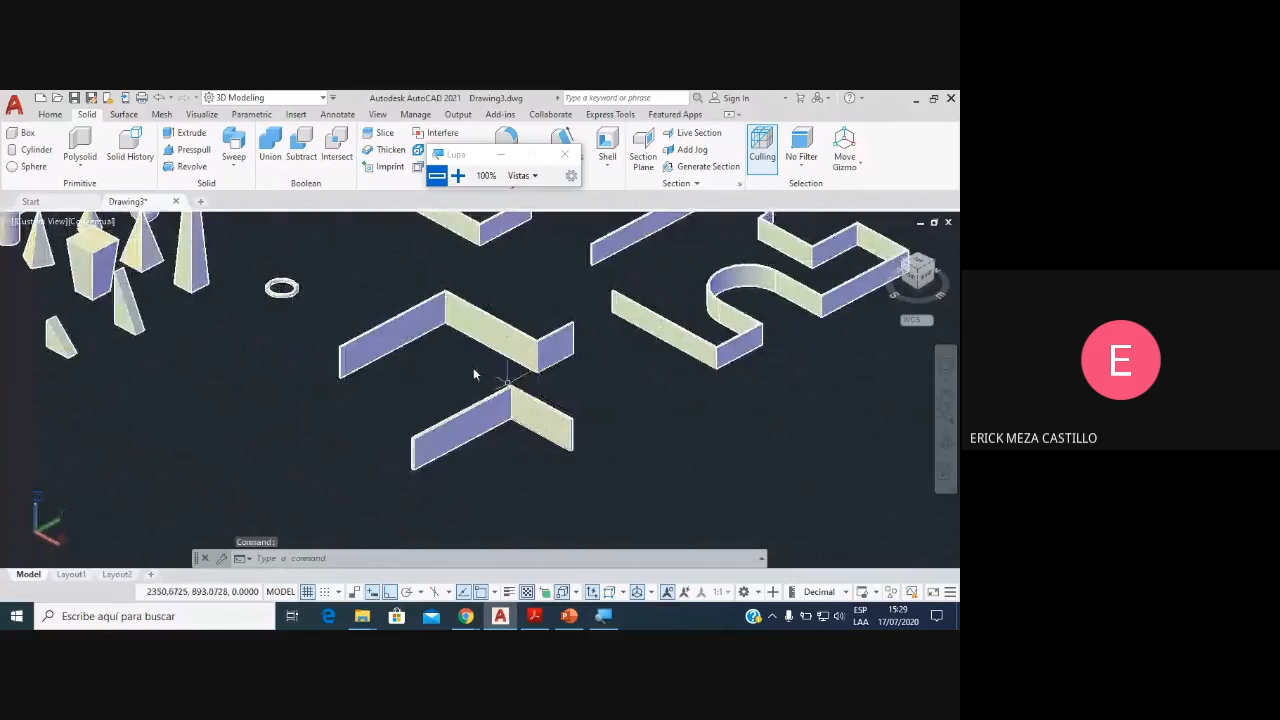 3D Modeling
Autodesk AutoCAD 2021 Drawing3.dwg
Type a keyword or phrase
Sign In
Home Solid Surface Mesh Visualize Parametric Insert Annotate View Manage Output Add-ins Collaborate Express Tools Featured Apps
Box
Cylinder
Sphere
Polysolid
Solid History
Primitive
Extrude
Presspull
Revolve
Sweep
Solid
Union
Subtract
Intersect
Boolean
Slice
Thicken
Imprint
Interfere
Lupa
100%
Vistas
Shell
Section
Plane
Live Section
Add Jog
Generate Section
Section
Culling
No Filter
Move
Gizmo
Selection
Start
Drawing3*
[Custom View][Conceptual]
S
E
WCS
E
ERICK MEZA CASTILLO
Command:
Type a command
Model Layout1 Layout2
2350.6725, 893.0728, 0.0000
MODEL
1:1
Decimal
Escribe aquí para buscar
ESP
LAA
15:29
17/07/2020